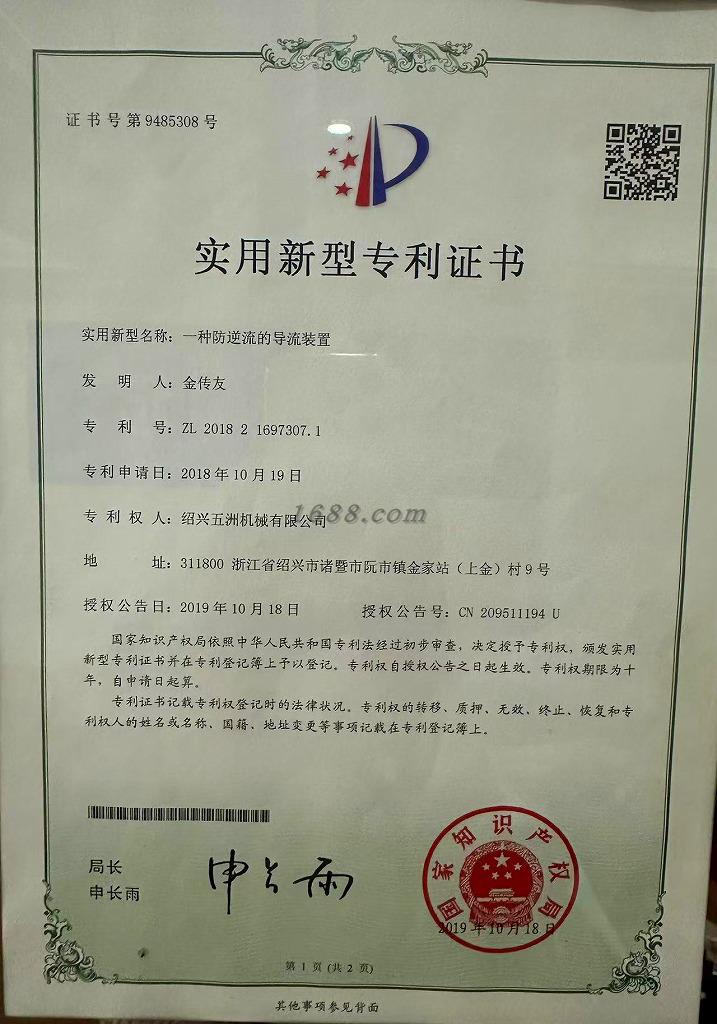 证书号第9485308号
实用新型专利证书
实用新型名称：一种防逆流的导流装置
发明人：金传友
专利号：ZL 2018 2 1697307.1
专利申请日：2018年10月19日
专利权人：绍兴五洲机械有限公司
1688.com
地址：311800 浙江省绍兴市诸暨市阮市镇金家站（上金）村9号
授权公告日：2019年10月18日 授权公告号：CN 209511194 U
国家知识产权局依照中华人民共和国专利法经过初步审查，决定授予专利权，颁发实用
新型专利证书并在专利登记簿上予以登记。专利权自授权公告之日起生效。专利权期限为十
年，自申请日起算。
专利证书记载专利权登记时的法律状况。专利权的转移、质押、无效、终止、恢复和专
利权人的姓名或名称、国籍、地址变更等事项记载在专利登记簿上。
局长
申长雨
申长雨
国家知识产权局
2019年10月18日
第1页（共2页）
其他事项参见背面